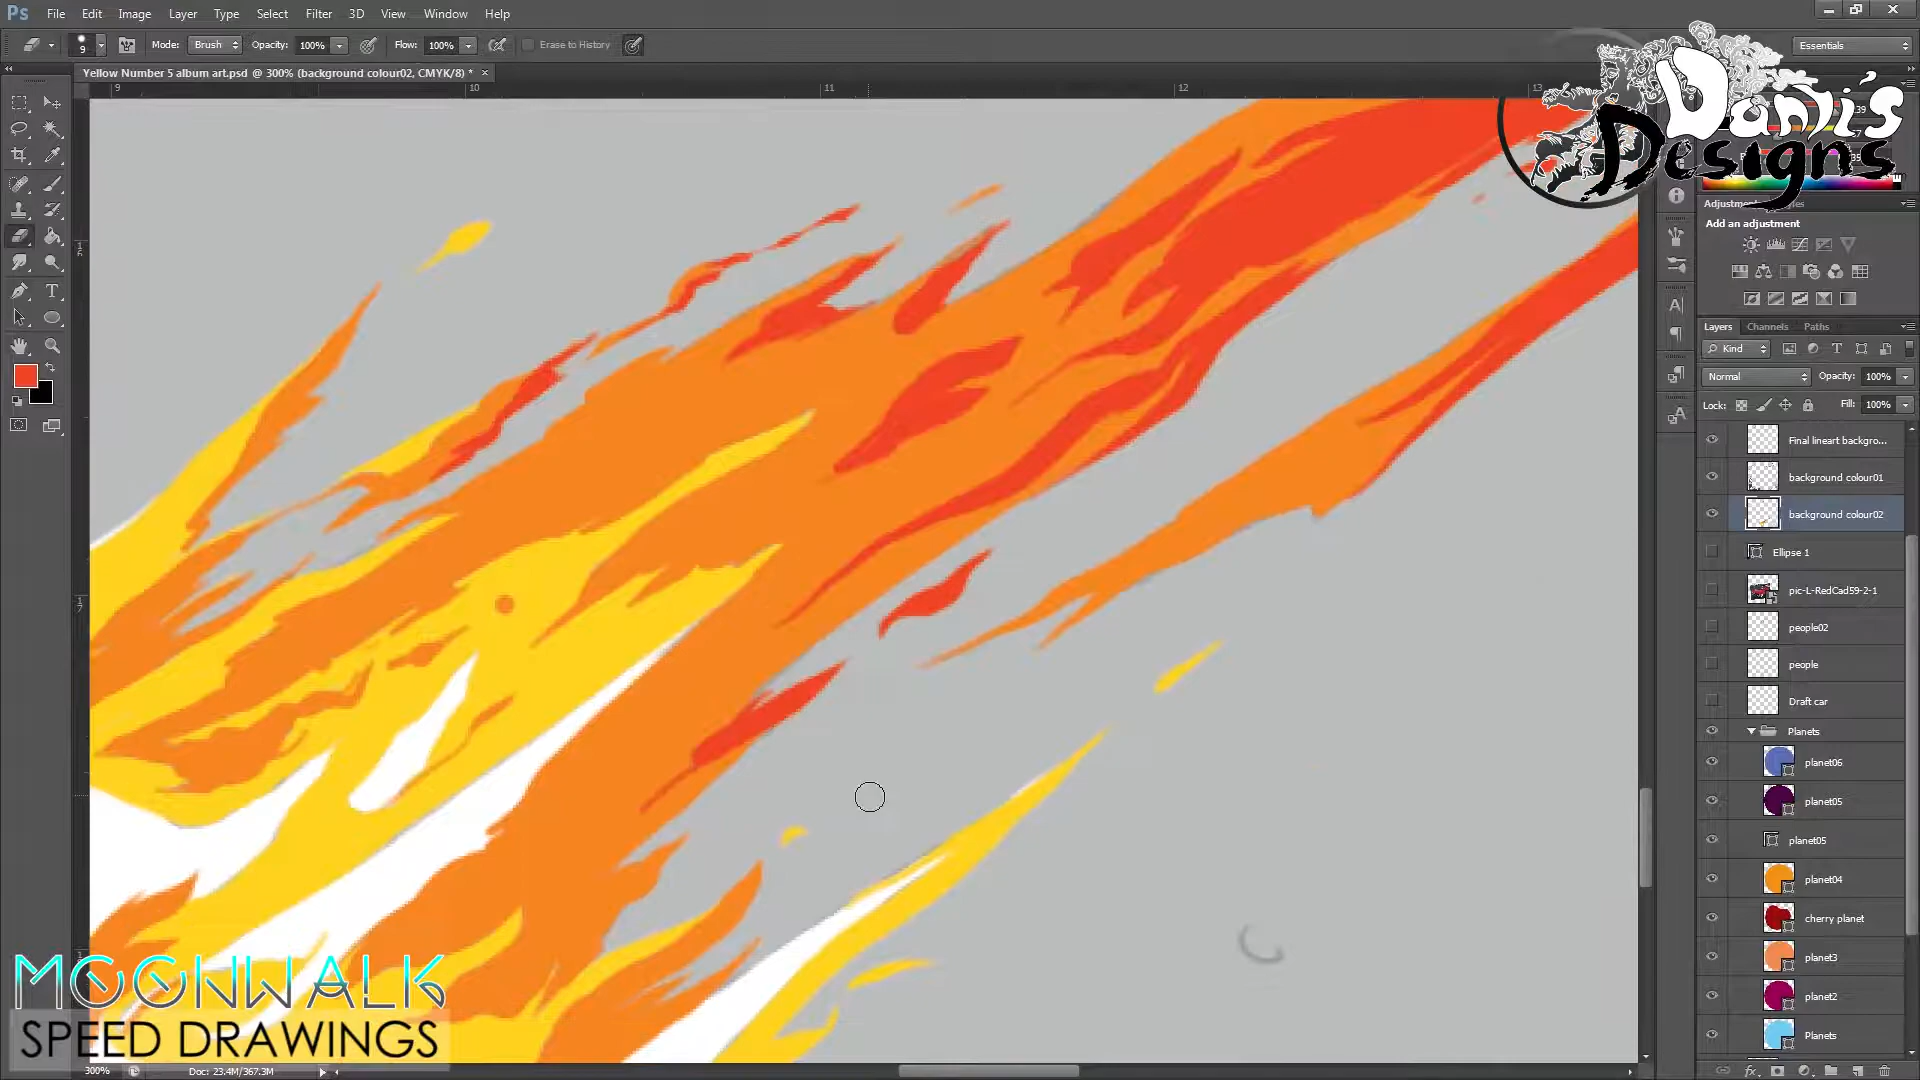 Ps File Edit Image Layer Type Select Filter 3D View Window Help
9 Mode: Brush Opacity: 100% Flow: 100% Erase to History Essentials
Yellow Number 5 album art.psd @ 300% (background colour02, CMYK/8) * ×
9 10 11 12 13
Danli's
Designs
Add an adjustment
Layers Channels Paths
Kind
Normal Opacity: 100%
Lock: Fill: 100%
Final lineart backgro...
background colour01
background colour02
Ellipse 1
pic-L-RedCad59-2-1
people02
people
Draft car
Planets
planet06
planet05
planet05
planet04
cherry planet
planet3
planet2
Planets
MOONWALK
SPEED DRAWINGS
300% Doc: 23.4M/367.3M